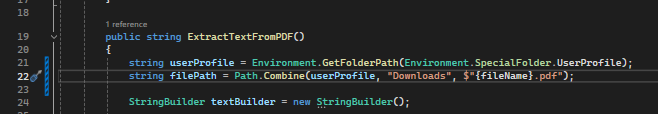 17
18
1 reference
19 public string ExtractTextFromPDF()
20 {
21 string userProfile = Environment.GetFolderPath(Environment.SpecialFolder.UserProfile);
22 string filePath = Path.Combine(userProfile, "Downloads", $"{fileName}.pdf");
23
24 StringBuilder textBuilder = new StringBuilder();